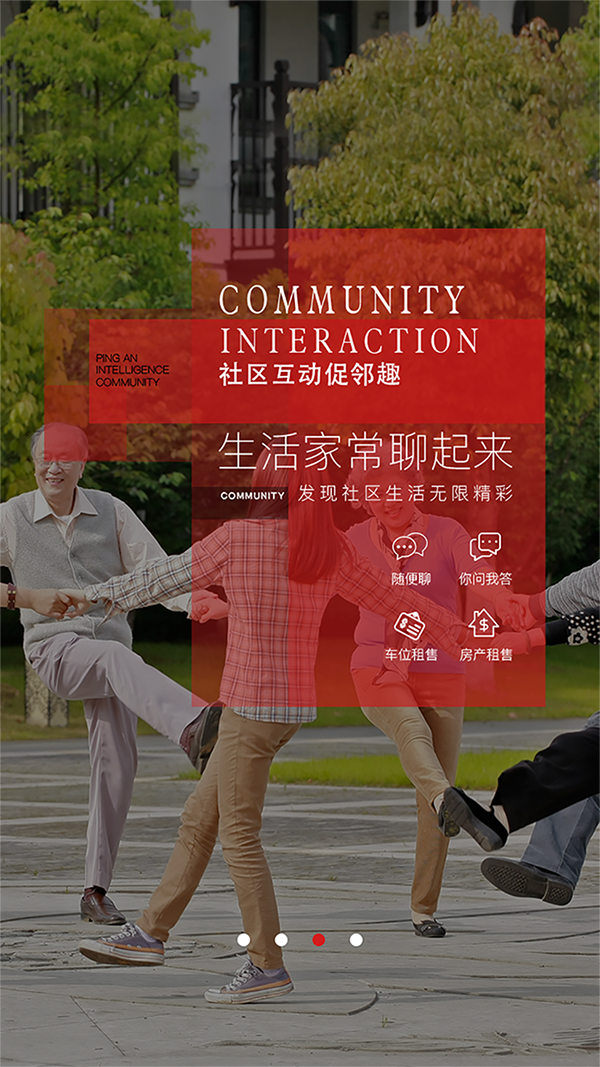 COMMUNITY
INTERACTION
社区互动促邻趣
PING AN
INTELLIGENCE
COMMUNITY
生活家常聊起来
COMMUNITY 发现社区生活无限精彩
随便聊 你问我答
车位租售 房产租售